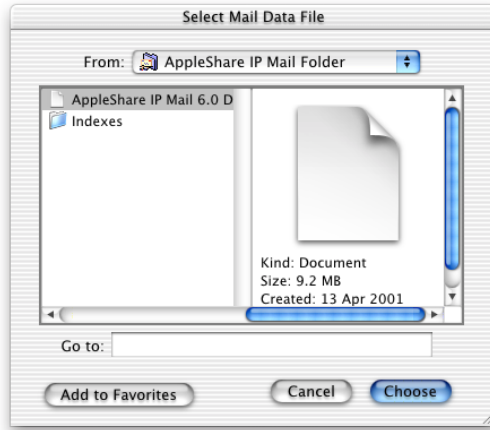 Select Mail Data File
From: AppleShare IP Mail Folder
AppleShare IP Mail 6.0 D
Indexes
Kind: Document
Size: 9.2 MB
Created: 13 Apr 2001
Go to:
Add to Favorites
Cancel
Choose